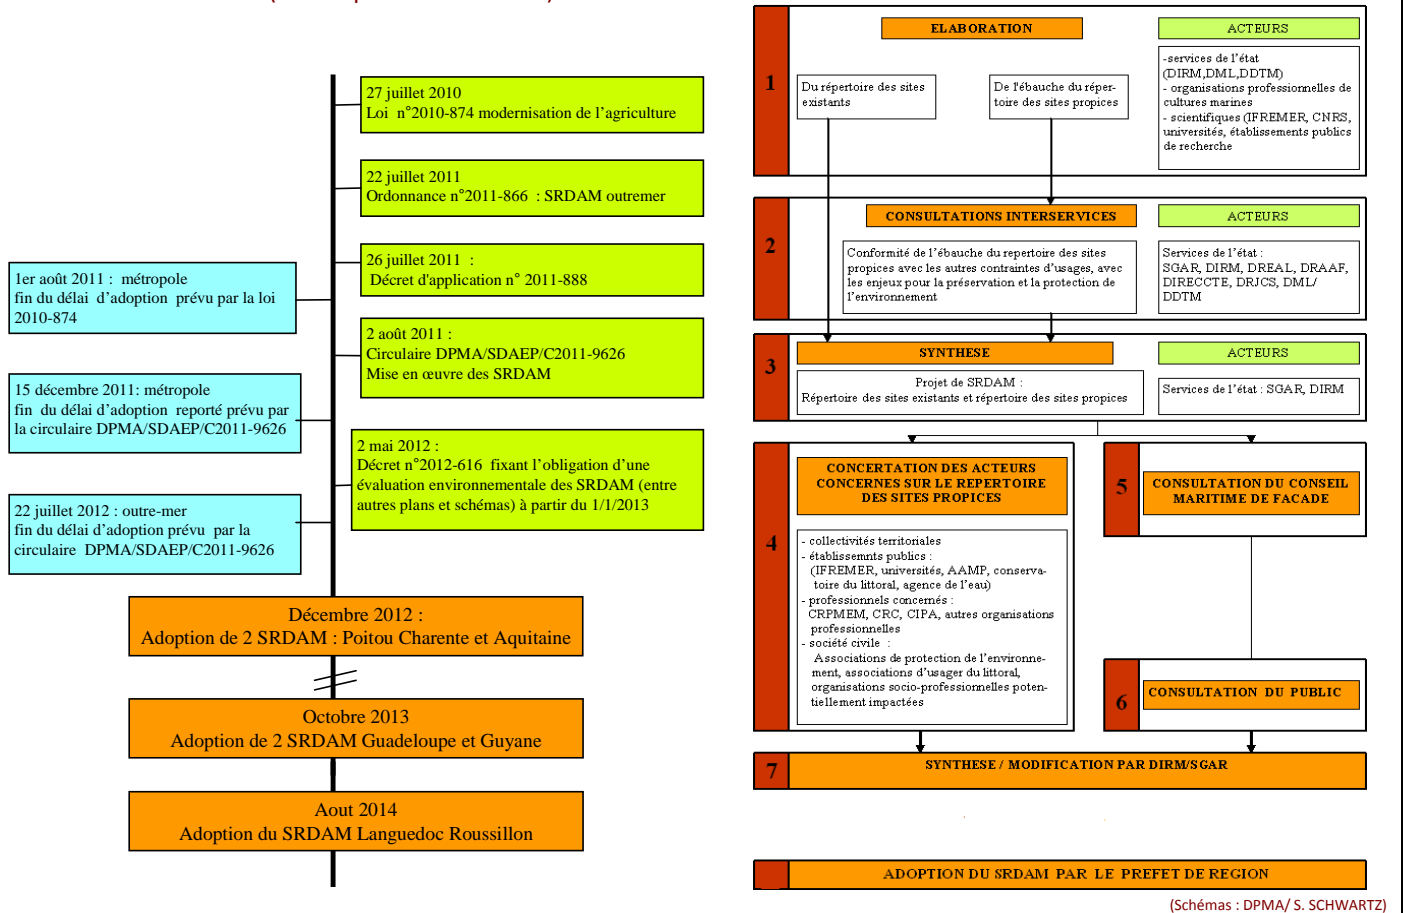 27 juillet 2010
Loi n°2010-874 modernisation de l'agriculture
22 juillet 2011
Ordonnance n°2011-866 : SRDAM outremer
26 juillet 2011 :
Décret d'application n° 2011-888
1er août 2011 : métropole
fin du délai d'adoption prévu par la loi
2010-874
2 août 2011 :
Circulaire DPMA/SDAEP/C2011-9626
Mise en œuvre des SRDAM
15 décembre 2011: métropole
fin du délai d'adoption reporté prévu par
la circulaire DPMA/SDAEP/C2011-9626
2 mai 2012 :
Décret n°2012-616 fixant l'obligation d'une
évaluation environnementale des SRDAM (entre
autres plans et schémas) à partir du 1/1/2013
22 juillet 2012 : outre-mer
fin du délai d'adoption prévu par la
circulaire DPMA/SDAEP/C2011-9626
Décembre 2012 :
Adoption de 2 SRDAM : Poitou Charente et Aquitaine
Octobre 2013
Adoption de 2 SRDAM Guadeloupe et Guyane
Aout 2014
Adoption du SRDAM Languedoc Roussillon
1
ELABORATION
Du répertoire des sites
existants
De l'ébauche du réper-
toire des sites propices
ACTEURS
-services de l'état
(DIRM,DML,DDTM)
- organisations professionelles de
cultures marines
- scientifiques (IFREMER, CNRS,
universités, établissements publics
de recherche
2
CONSULTATIONS INTERSERVICES
Conformité de l'ébauche du repertoire des sites
propices avec les autres contraintes d'usages, avec
les enjeux pour la préservation et la protection de
l'environnement
ACTEURS
Services de l'état :
SGAR, DIRM, DREAL, DRAAF,
DIRECCTE, DRJCS, DML/
DDTM
3
SYNTHESE
Projet de SRDAM :
Répertoire des sites existants et répertoire des sites propices
ACTEURS
Services de l'état : SGAR, DIRM
4
CONCERTATION DES ACTEURS
CONCERNES SUR LE REPERTOIRE
DES SITES PROPICES
- collectivités territoriales
- établissemnts publics :
(IFREMER, universités, AAMP, conserva-
toire du littoral, agence de l'eau)
- professionnels concernés :
CRPMEM, CRC, CIPA, autres organisations
professionnelles
- société civile :
Associations de protection de l'environne-
ment, associations d'usager du littoral,
organisations socio-professionnelles poten-
tiellement impactées
5
CONSULTATION DU CONSEIL
MARITIME DE FACADE
6
CONSULTATION DU PUBLIC
7
SYNTHESE / MODIFICATION PAR DIRM/SGAR
ADOPTION DU SRDAM PAR LE PREFET DE REGION
(Schémas : DPMA/ S. SCHWARTZ)